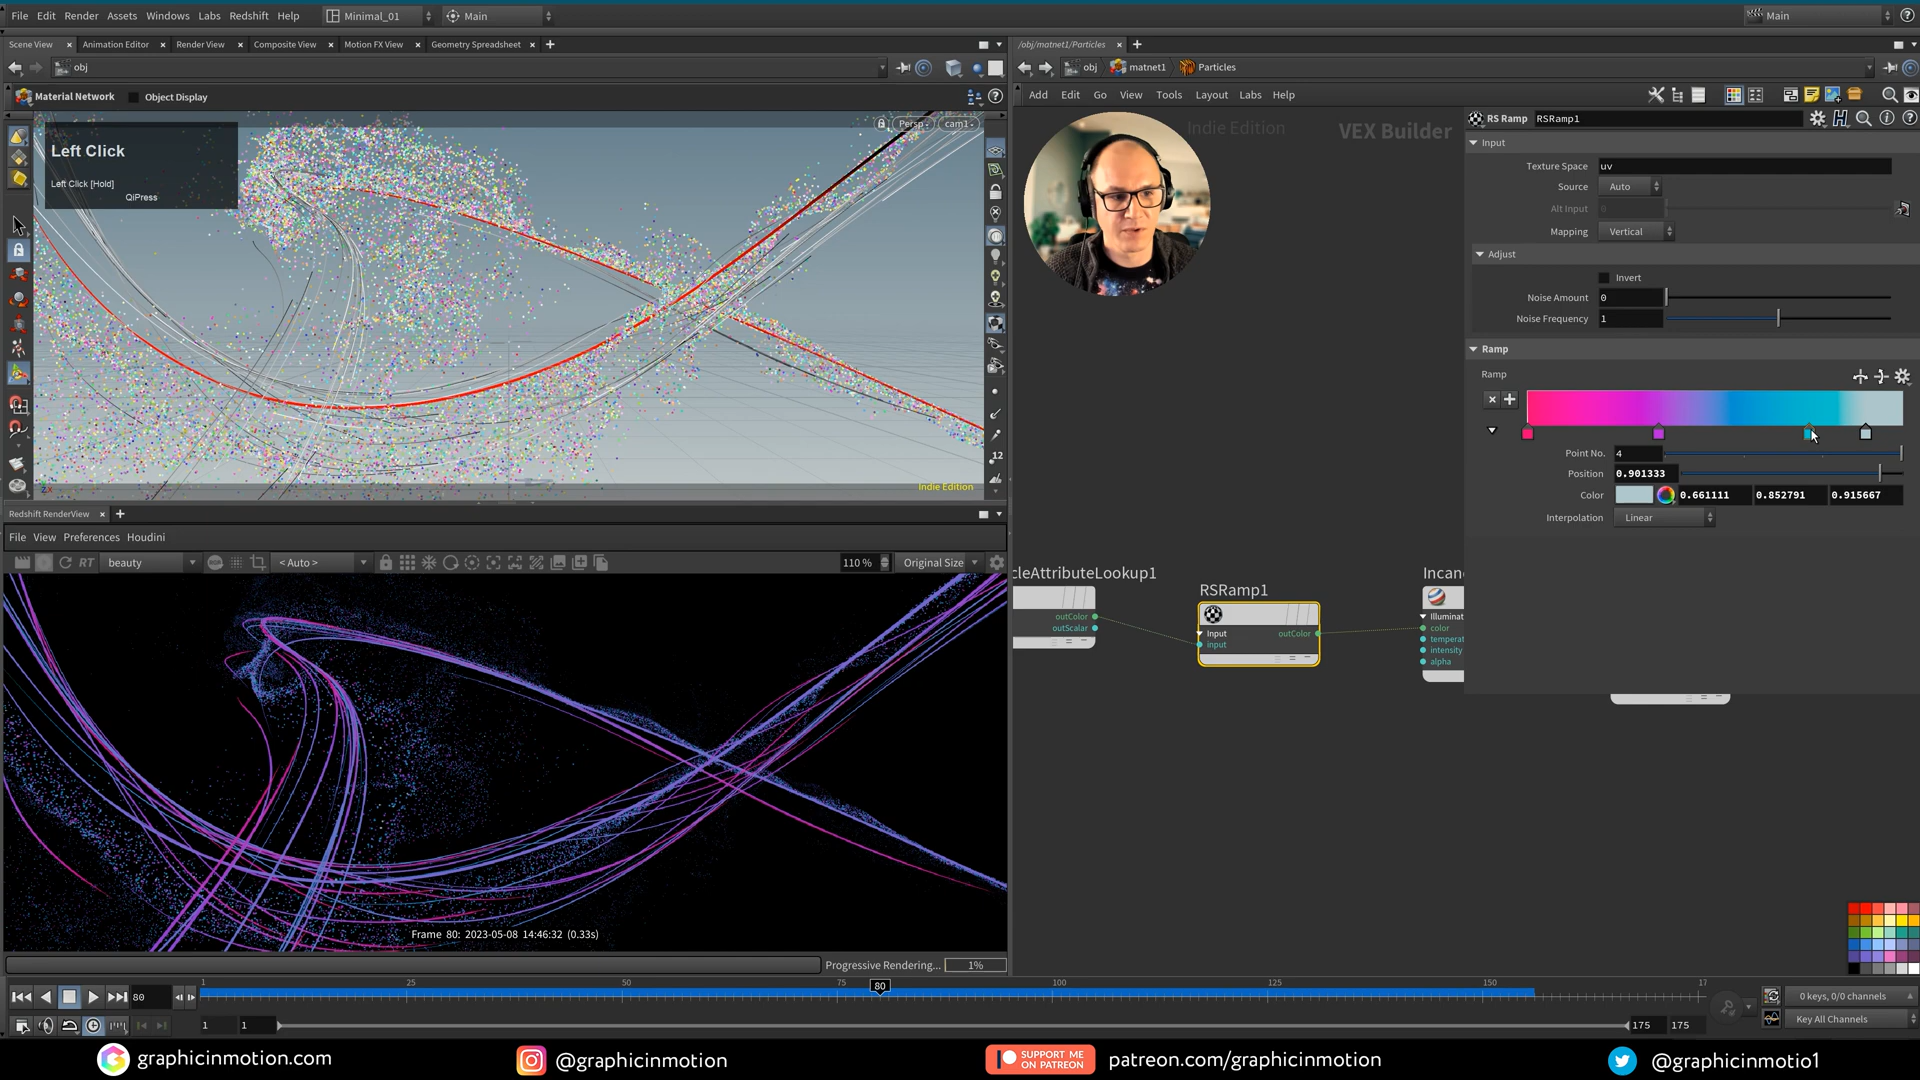 File Edit Render Assets Windows Labs Redshift Help Minimal_01 Main Main
Scene View Animation Editor Render View Composite View Motion FX View Geometry Spreadsheet
obj
Material Network Object Display
Left Click
Left Click [Hold]
QiPress
Persp cam1
12
Indie Edition
Redshift RenderView
File View Preferences Houdini
RT beauty < Auto > 110 % Original Size
Frame 80: 2023-05-08 14:46:32 (0.33s)
Progressive Rendering... 1%
/obj/matnet1/Particles
obj matnet1 Particles
Add Edit Go View Tools Layout Labs Help
Indie Edition VEX Builder
cleAttributeLookup1
outColor
outScalar
RSRamp1
Input outColor
input
Incan
Illuminat
color
temperat
intensity
alpha
RS Ramp RSRamp1
Input
Texture Space uv
Source Auto
Alt Input 0
Mapping Vertical
Adjust
Invert
Noise Amount 0
Noise Frequency 1
Ramp
Ramp
Point No. 4
Position 0.901333
Color 0.661111 0.852791 0.915667
Interpolation Linear
1 25 50 75 80 100 125 150 17
80
0 keys, 0/0 channels
1 1 175 175
Key All Channels
graphicinmotion.com @graphicinmotion SUPPORT ME ON PATREON patreon.com/graphicinmotion @graphicinmotio1